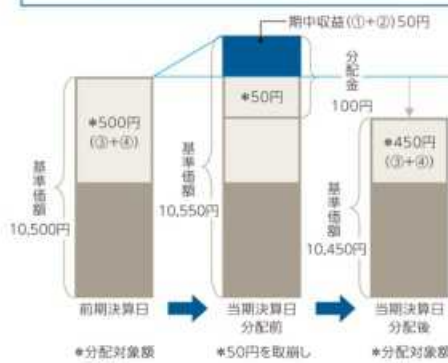 期中収益(①+②)50円
*50円
分配金
100円
*500円
(③+④)
*450円
(③+④)
基準価額
10,500円
基準価額
10,550円
基準価額
10,450円
前期決算日
当期決算日
分配前
当期決算日
分配後
*分配対象額
*50円を取崩し
*分配対象額